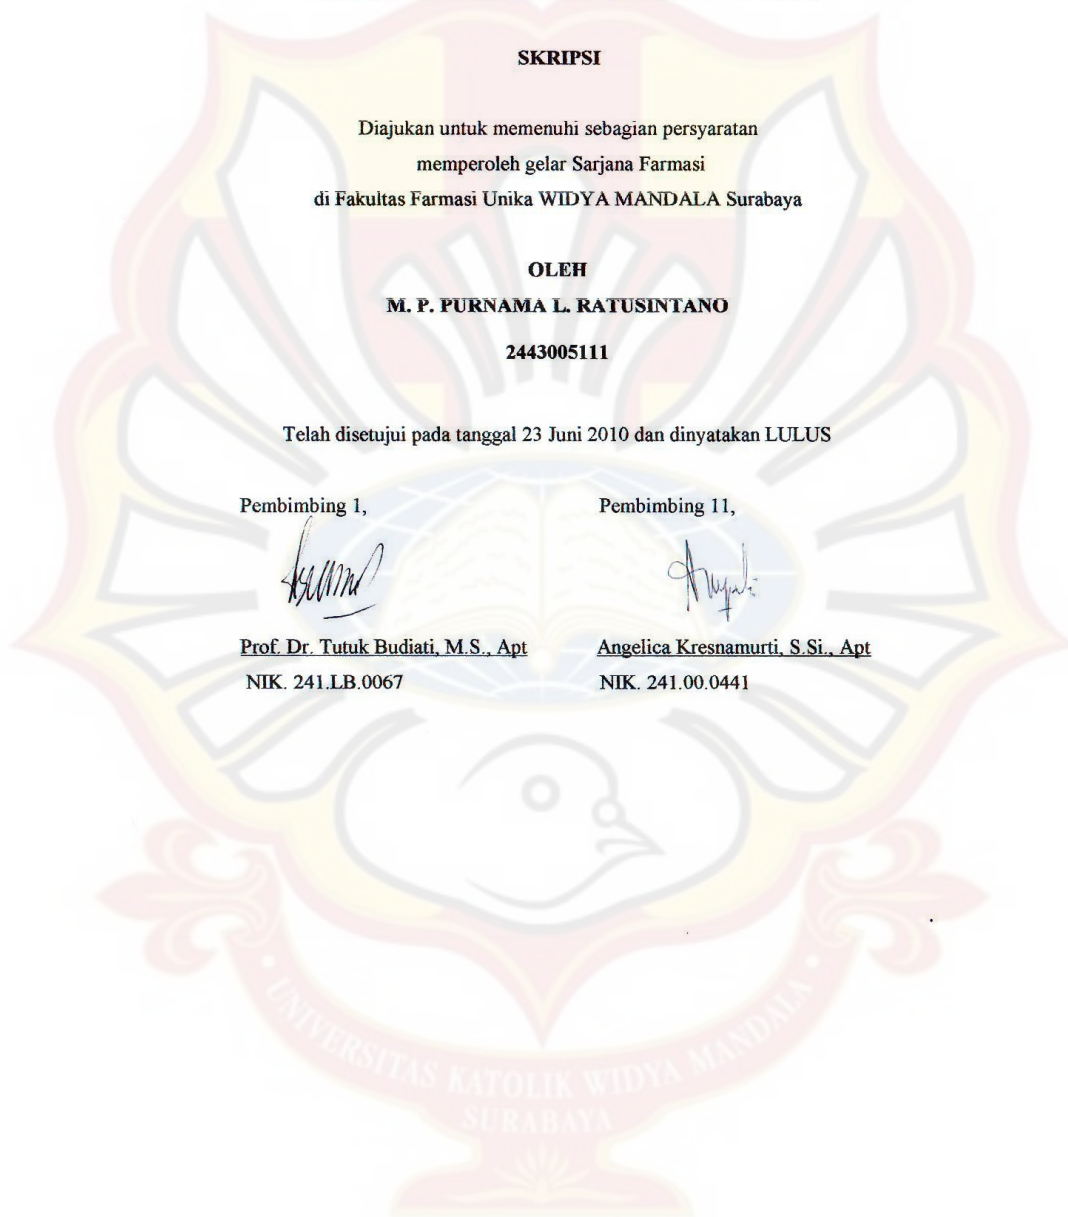 SKRIPSI
Diajukan untuk memenuhi sebagian persyaratan
memperoleh gelar Sarjana Farmasi
di Fakultas Farmasi Unika WIDYA MANDALA Surabaya
OLEH
M. P. PURNAMA L. RATUSINTANO
2443005111
Telah disetujui pada tanggal 23 Juni 2010 dan dinyatakan LULUS
Pembimbing 1,
Pembimbing 11,
Prof. Dr. Tutuk Budiati, M.S., Apt
NIK. 241.LB.0067
Angelica Kresnamurti, S.Si., Apt
NIK. 241.00.0441
• UNIVERSITAS KATOLIK WIDYA MANDALA •
SURABAYA